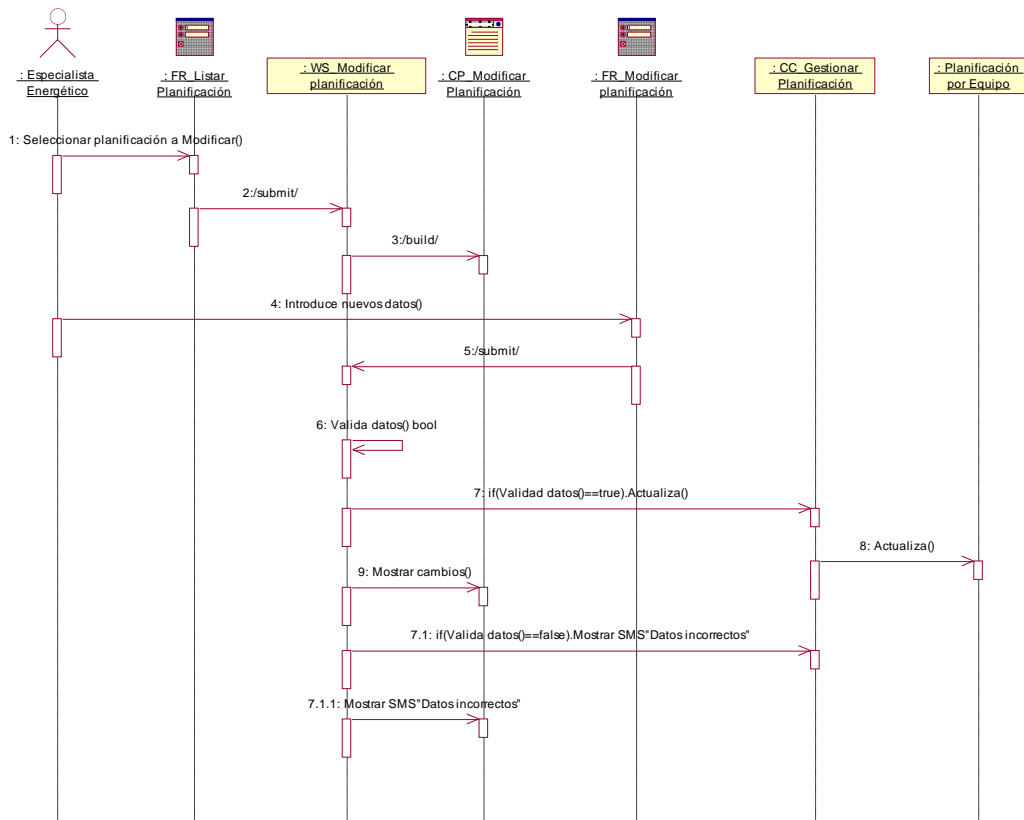 : Especialista
Energético
: FR_Listar
Planificación
: WS_Modificar
planificación
: CP_Modificar
Planificación
: FR_Modificar
planificación
: CC_Gestionar
Planificación
: Planificación
por Equipo
1: Seleccionar planificación a Modificar()
2:/submit/
3:/build/
4: Introduce nuevos datos()
5:/submit/
6: Valida datos() bool
7: if(Validad datos()==true).Actualiza()
8: Actualiza()
9: Mostrar cambios()
7.1: if(Valida datos()==false).Mostrar SMS"Datos incorrectos"
7.1.1: Mostrar SMS"Datos incorrectos"